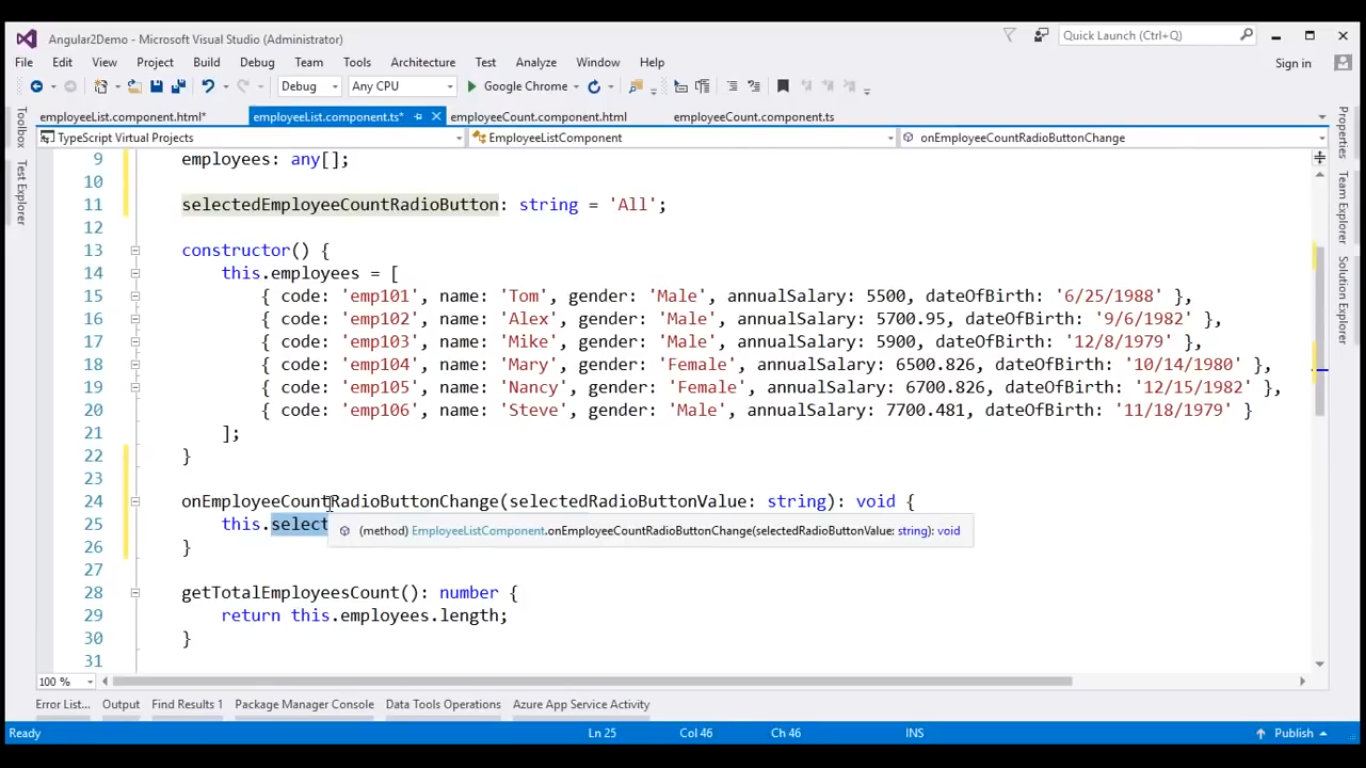 Angular2Demo - Microsoft Visual Studio (Administrator)
Quick Launch (Ctrl+Q)
File Edit View Project Build Debug Team Tools Architecture Test Analyze Window Help
Sign in
Debug Any CPU Google Chrome
employeeList.component.html* employeeList.component.ts* employeeCount.component.html employeeCount.component.ts
TypeScript Virtual Projects EmployeeListComponent onEmployeeCountRadioButtonChange
Toolbox
Test Explorer
Properties
Team Explorer
Solution Explorer
9 employees: any[];
10
11 selectedEmployeeCountRadioButton: string = 'All';
12
13 constructor() {
14 this.employees = [
15 { code: 'emp101', name: 'Tom', gender: 'Male', annualSalary: 5500, dateOfBirth: '6/25/1988' },
16 { code: 'emp102', name: 'Alex', gender: 'Male', annualSalary: 5700.95, dateOfBirth: '9/6/1982' },
17 { code: 'emp103', name: 'Mike', gender: 'Male', annualSalary: 5900, dateOfBirth: '12/8/1979' },
18 { code: 'emp104', name: 'Mary', gender: 'Female', annualSalary: 6500.826, dateOfBirth: '10/14/1980' },
19 { code: 'emp105', name: 'Nancy', gender: 'Female', annualSalary: 6700.826, dateOfBirth: '12/15/1982' },
20 { code: 'emp106', name: 'Steve', gender: 'Male', annualSalary: 7700.481, dateOfBirth: '11/18/1979' }
21 ];
22 }
23
24 onEmployeeCountRadioButtonChange(selectedRadioButtonValue: string): void {
25 this.select
(method) EmployeeListComponent.onEmployeeCountRadioButtonChange(selectedRadioButtonValue: string): void
26 }
27
28 getTotalEmployeesCount(): number {
29 return this.employees.length;
30 }
31
100 %
Error List... Output Find Results 1 Package Manager Console Data Tools Operations Azure App Service Activity
Ready Ln 25 Col 46 Ch 46 INS Publish